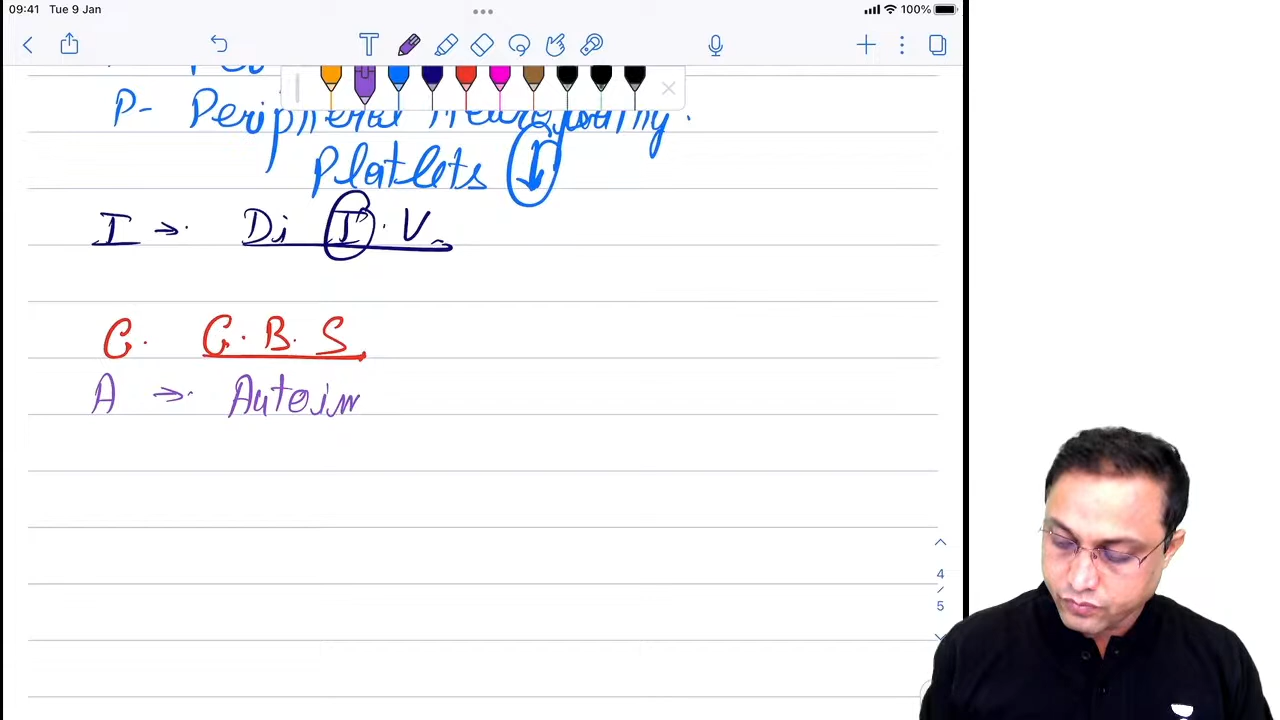 09:41 Tue 9 Jan
100%
T
P- Peripheral Neuropathy.
Platelets ↓
I → Di I. V.
G. G. B. S.
A → Autoim
4
5